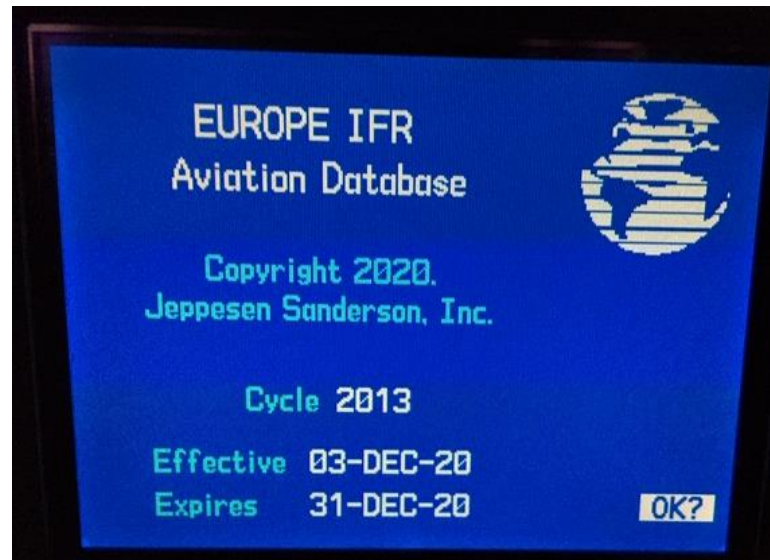 EUROPE IFR
Aviation Database
Copyright 2020.
Jeppesen Sanderson, Inc.
Cycle 2013
Effective 03-DEC-20
Expires 31-DEC-20
OK?